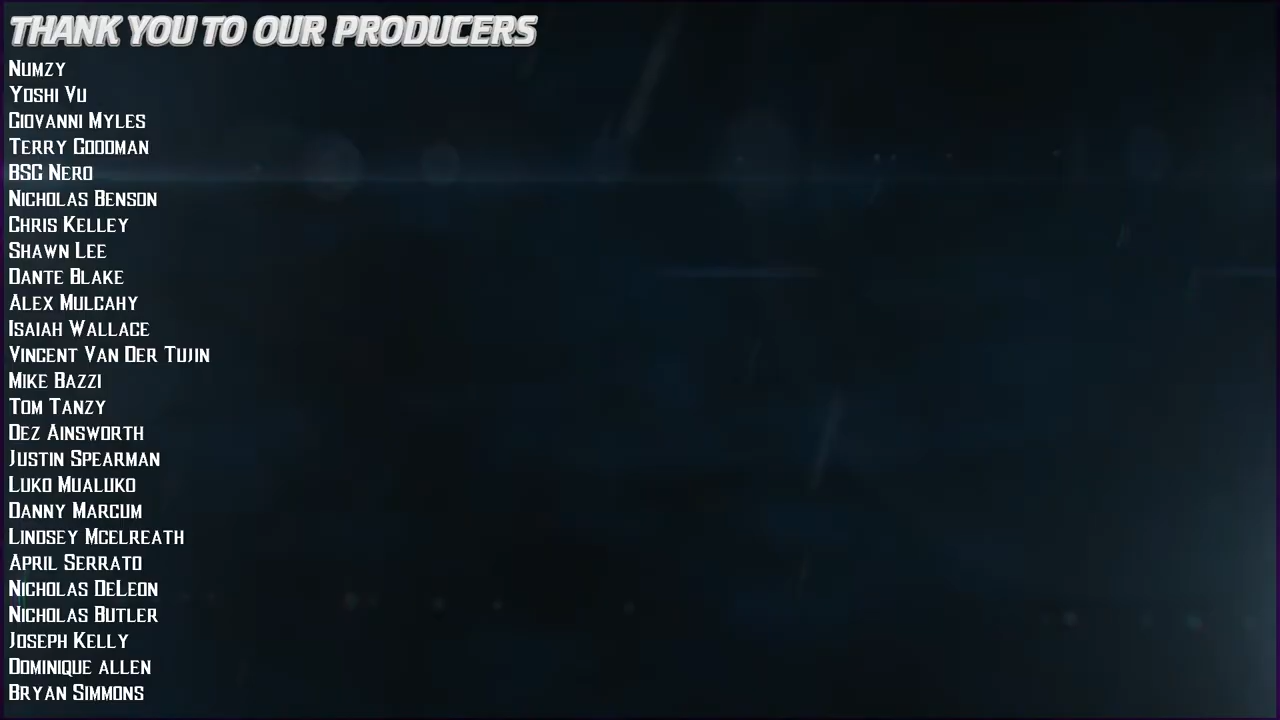 THANK YOU TO OUR PRODUCERS
NUMZY
YOSHI VU
GIOVANNI MYLES
TERRY GOODMAN
BSG NERO
NICHOLAS BENSON
CHRIS KELLEY
SHAWN LEE
DANTE BLAKE
ALEX MULCAHY
ISAIAH WALLACE
VINCENT VAN DER TUJIN
MIKE BAZZI
TOM TANZY
DEZ AINSWORTH
JUSTIN SPEARMAN
LUKO MUALUKO
DANNY MARCUM
LINDSEY MCELREATH
APRIL SERRATO
NICHOLAS DELEON
NICHOLAS BUTLER
JOSEPH KELLY
DOMINIQUE ALLEN
BRYAN SIMMONS